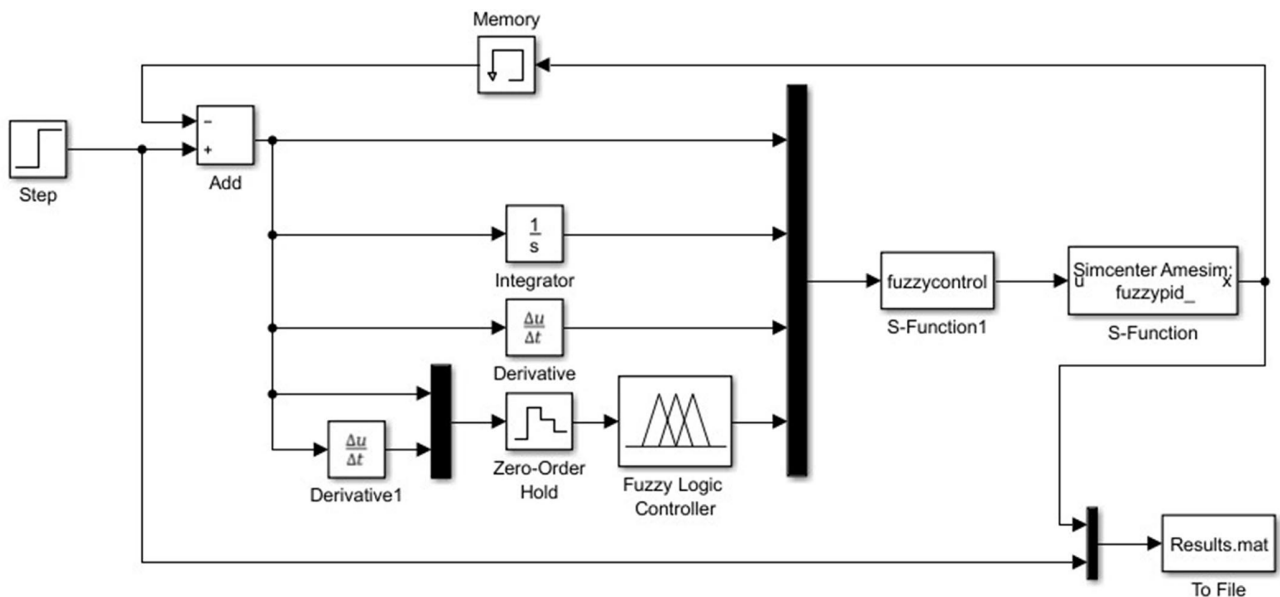 Memory
−
+
Add
Step
1
s
Integrator
Δu
Δt
Derivative
Δu
Δt
Derivative1
Zero-Order
Hold
Fuzzy Logic
Controller
fuzzycontrol
S-Function1
Simcenter Amesim:
u
x
fuzzypid_
S-Function
Results.mat
To File